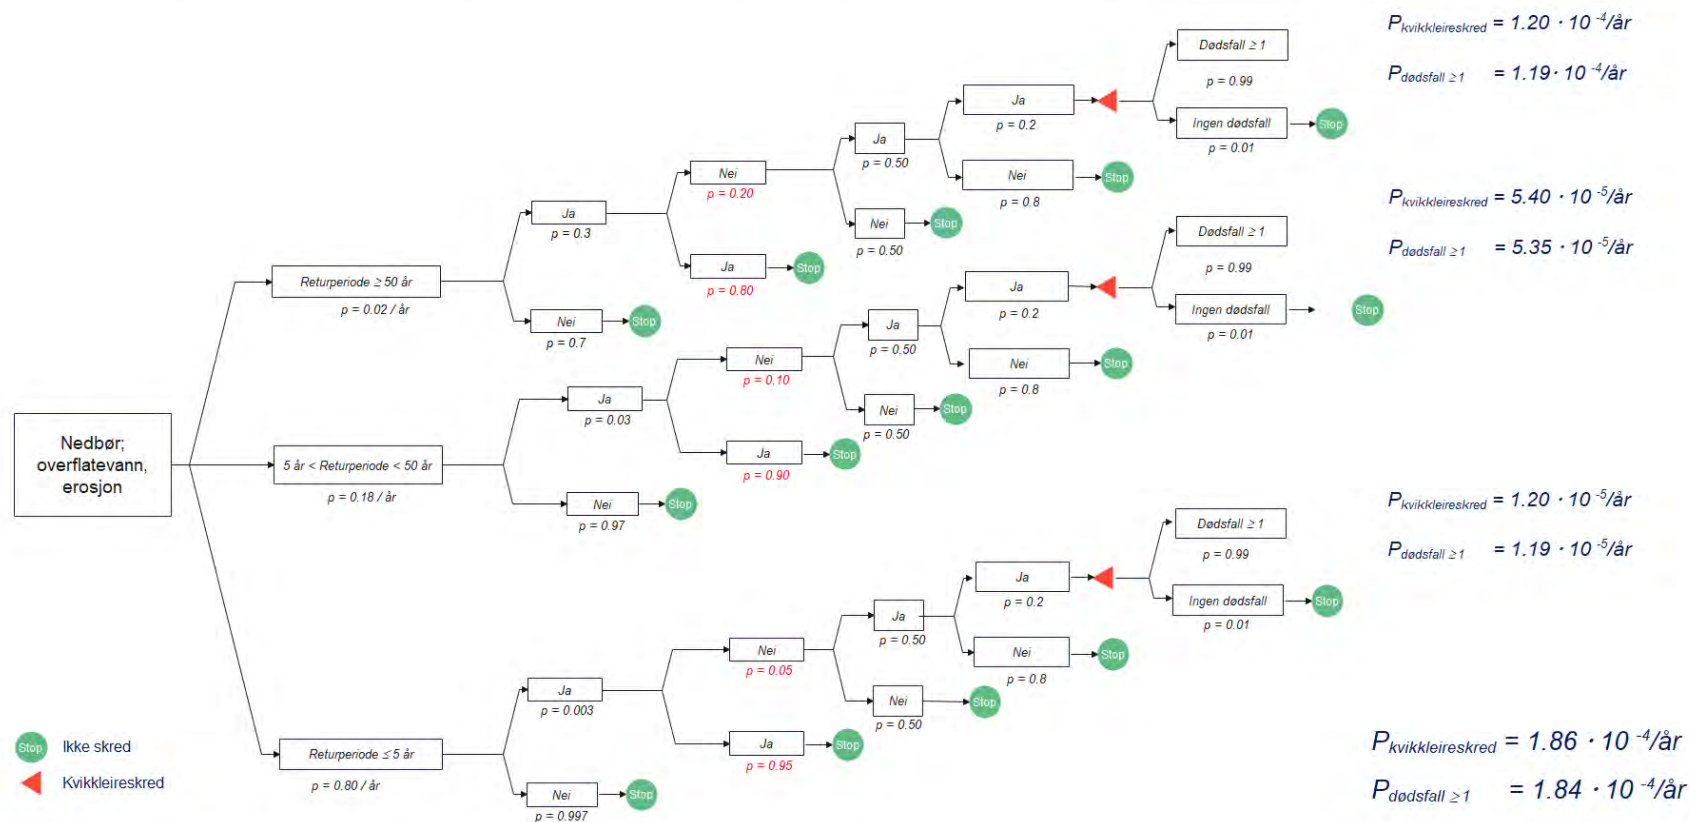 P kvikkleireskred = 1.20 · 10 -4/år
Dødsfall ≥ 1
P dødsfall ≥ 1 = 1.19 · 10 -4/år
p = 0.99
Ja
p = 0.2
Ingen dødsfall
Stop
p = 0.01
Ja
p = 0.50
Nei
p = 0.20
Nei
Stop
p = 0.8
P kvikkleireskred = 5.40 · 10 -5/år
Ja
p = 0.3
Nei
Stop
p = 0.50
Dødsfall ≥ 1
P dødsfall ≥ 1 = 5.35 · 10 -5/år
p = 0.99
Ja
Stop
p = 0.80
Returperiode ≥ 50 år
p = 0.02 / år
Ja
p = 0.2
Ingen dødsfall
Stop
p = 0.01
Nei
Stop
p = 0.7
Ja
p = 0.50
Nei
p = 0.10
Nei
Stop
p = 0.8
Ja
p = 0.03
Nei
Stop
p = 0.50
Nedbør;
overflatevann,
erosjon
Ja
Stop
p = 0.90
5 år < Returperiode < 50 år
p = 0.18 / år
Nei
Stop
p = 0.97
P kvikkleireskred = 1.20 · 10 -5/år
Dødsfall ≥ 1
P dødsfall ≥ 1 = 1.19 · 10 -5/år
p = 0.99
Ja
p = 0.2
Ingen dødsfall
Stop
p = 0.01
Ja
p = 0.50
Nei
p = 0.05
Nei
Stop
p = 0.8
Ja
p = 0.003
Nei
Stop
p = 0.50
Ja
Stop
p = 0.95
Returperiode ≤ 5 år
p = 0.80 / år
Nei
Stop
p = 0.997
Stop Ikke skred
Kvikkleireskred
P kvikkleireskred = 1.86 · 10 -4/år
P dødsfall ≥ 1 = 1.84 · 10 -4/år